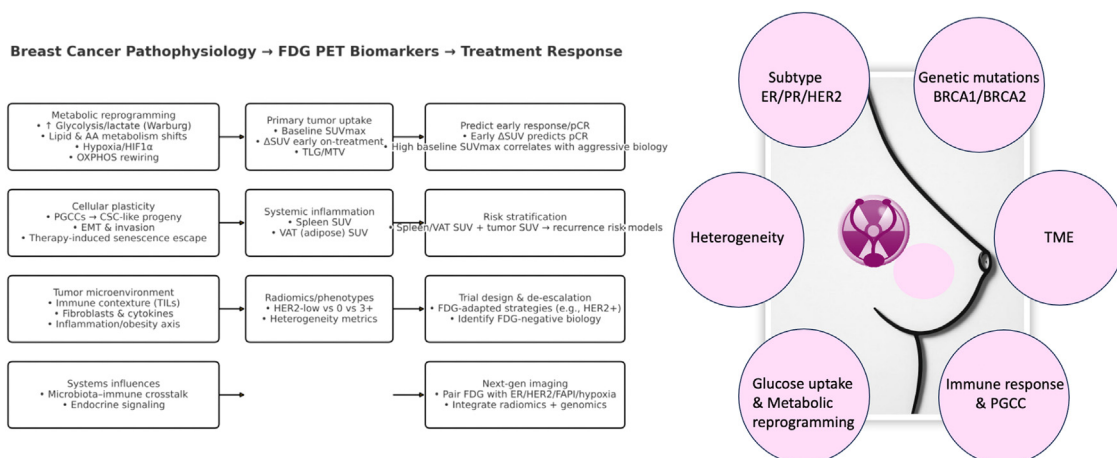 Breast Cancer Pathophysiology → FDG PET Biomarkers → Treatment Response
Metabolic reprogramming
• ↑ Glycolysis/lactate (Warburg)
• Lipid & AA metabolism shifts
• Hypoxia/HIF1α
• OXPHOS rewiring
Primary tumor uptake
• Baseline SUVmax
• ΔSUV early on-treatment
• TLG/MTV
Predict early response/pCR
• Early ΔSUV predicts pCR
• High baseline SUVmax correlates with aggressive biology
Cellular plasticity
• PGCCs → CSC-like progeny
• EMT & invasion
• Therapy-induced senescence escape
Systemic inflammation
• Spleen SUV
• VAT (adipose) SUV
Risk stratification
• Spleen/VAT SUV + tumor SUV → recurrence risk models
Tumor microenvironment
• Immune contexture (TILs)
• Fibroblasts & cytokines
• Inflammation/obesity axis
Radiomics/phenotypes
• HER2-low vs 0 vs 3+
• Heterogeneity metrics
Trial design & de-escalation
• FDG-adapted strategies (e.g., HER2+)
• Identify FDG-negative biology
Systems influences
• Microbiota–immune crosstalk
• Endocrine signaling
Next-gen imaging
• Pair FDG with ER/HER2/FAPI/hypoxia
• Integrate radiomics + genomics
Subtype
ER/PR/HER2
Genetic mutations
BRCA1/BRCA2
Heterogeneity
TME
Glucose uptake
& Metabolic
reprogramming
Immune response
& PGCC